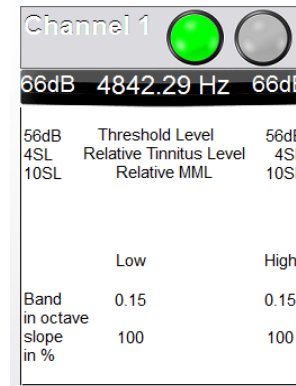 Channel 1
66dB 4842.29 Hz 66dB
56dB Threshold Level 56dB
4SL Relative Tinnitus Level 4SL
10SL Relative MML 10SL
Low High
Band 0.15 0.15
in octave
slope 100 100
in %